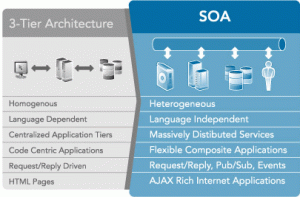 3-Tier Architecture
Homogenous
Language Dependent
Centralized Application Tiers
Code Centric Applications
Request/Reply Driven
HTML Pages
SOA
Heterogeneous
Language Independent
Massively Distibuted Services
Flexible Composite Applications
Request/Reply, Pub/Sub, Events
AJAX Rich Internet Applications